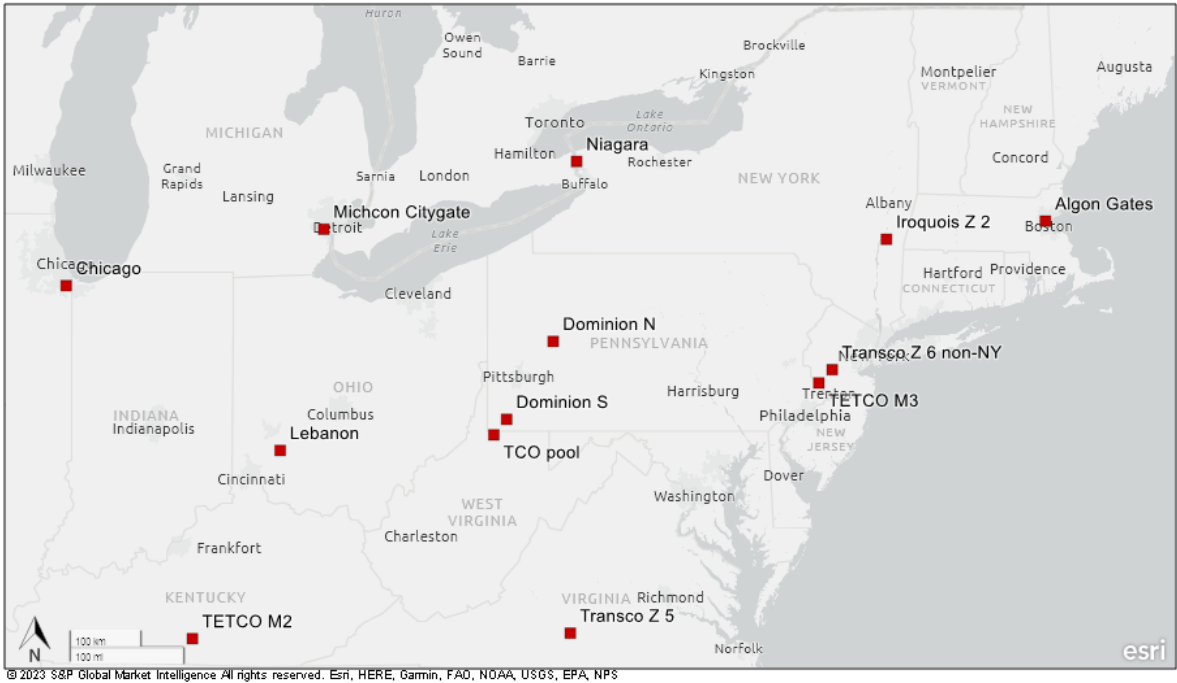 Huron
Owen
Sound
Barrie
Brockville
Kingston
Montpelier
VERMONT
Augusta
NEW
HAMPSHIRE
Lake
Ontario
Toronto
MICHIGAN
Niagara
Hamilton
Rochester
Concord
Milwaukee
Grand
Rapids
Sarnia
London
Buffalo
NEW YORK
Lansing
Albany
Algon Gates
Michcon Citygate
Detroit
Iroquois Z 2
Boston
Lake
Erie
Chicago
Chicago
Hartford
Providence
CONNECTICUT
Cleveland
Dominion N
PENNSYLVANIA
Transco Z 6 non-NY
New York
Pittsburgh
OHIO
Harrisburg
Trenton
TETCO M3
Dominion S
INDIANA
Columbus
Philadelphia
Indianapolis
Lebanon
NEW
JERSEY
TCO pool
Cincinnati
Dover
Washington
WEST
VIRGINIA
Charleston
Frankfort
KENTUCKY
VIRGINIA
Richmond
TETCO M2
Transco Z 5
100 km
100 mi
N
Norfolk
esri
© 2023 S&P Global Market Intelligence All rights reserved. Esri, HERE, Garmin, FAO, NOAA, USGS, EPA, NPS